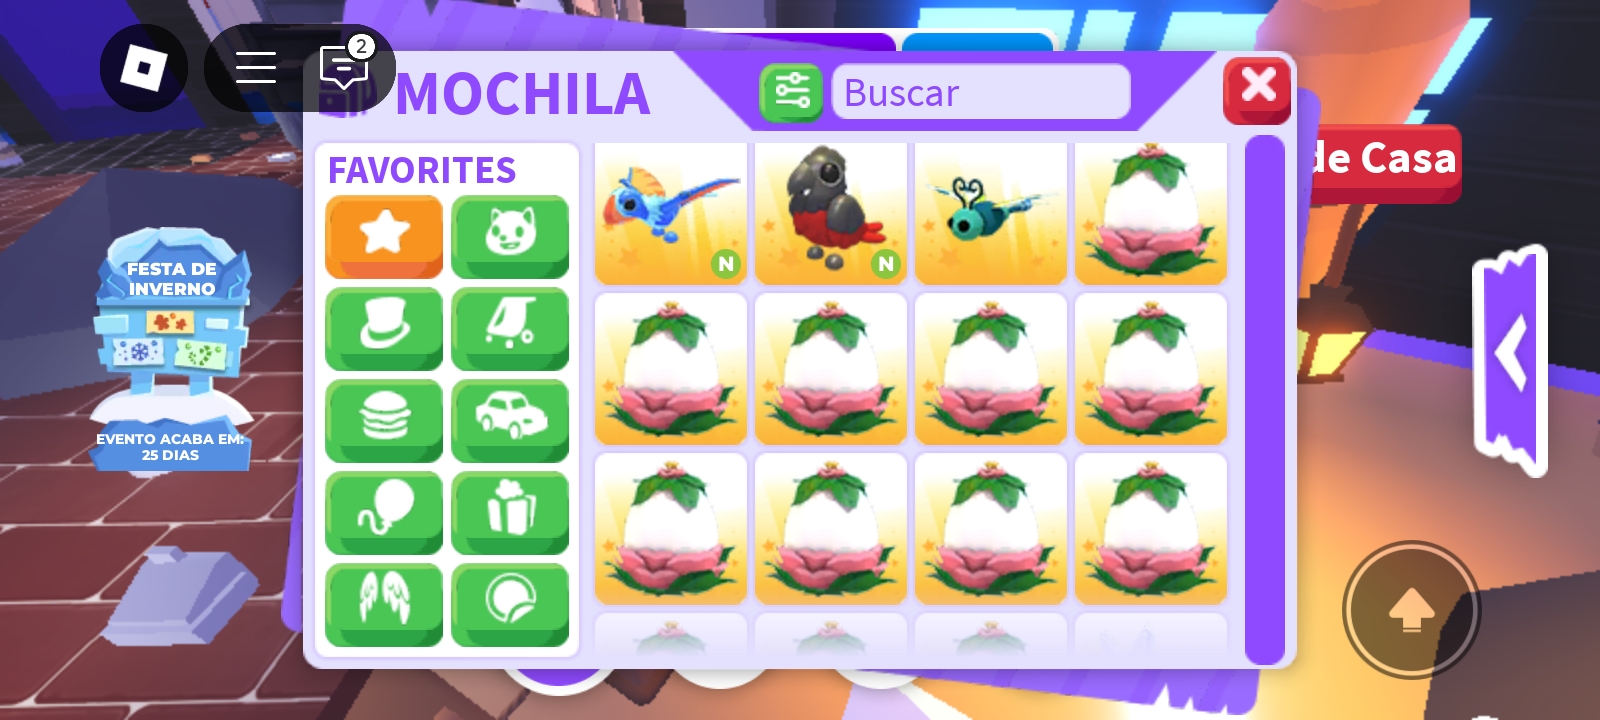 2
MOCHILA
Buscar
FAVORITES
de Casa
N
N
FESTA DE
INVERNO
EVENTO ACABA EM:
25 DIAS